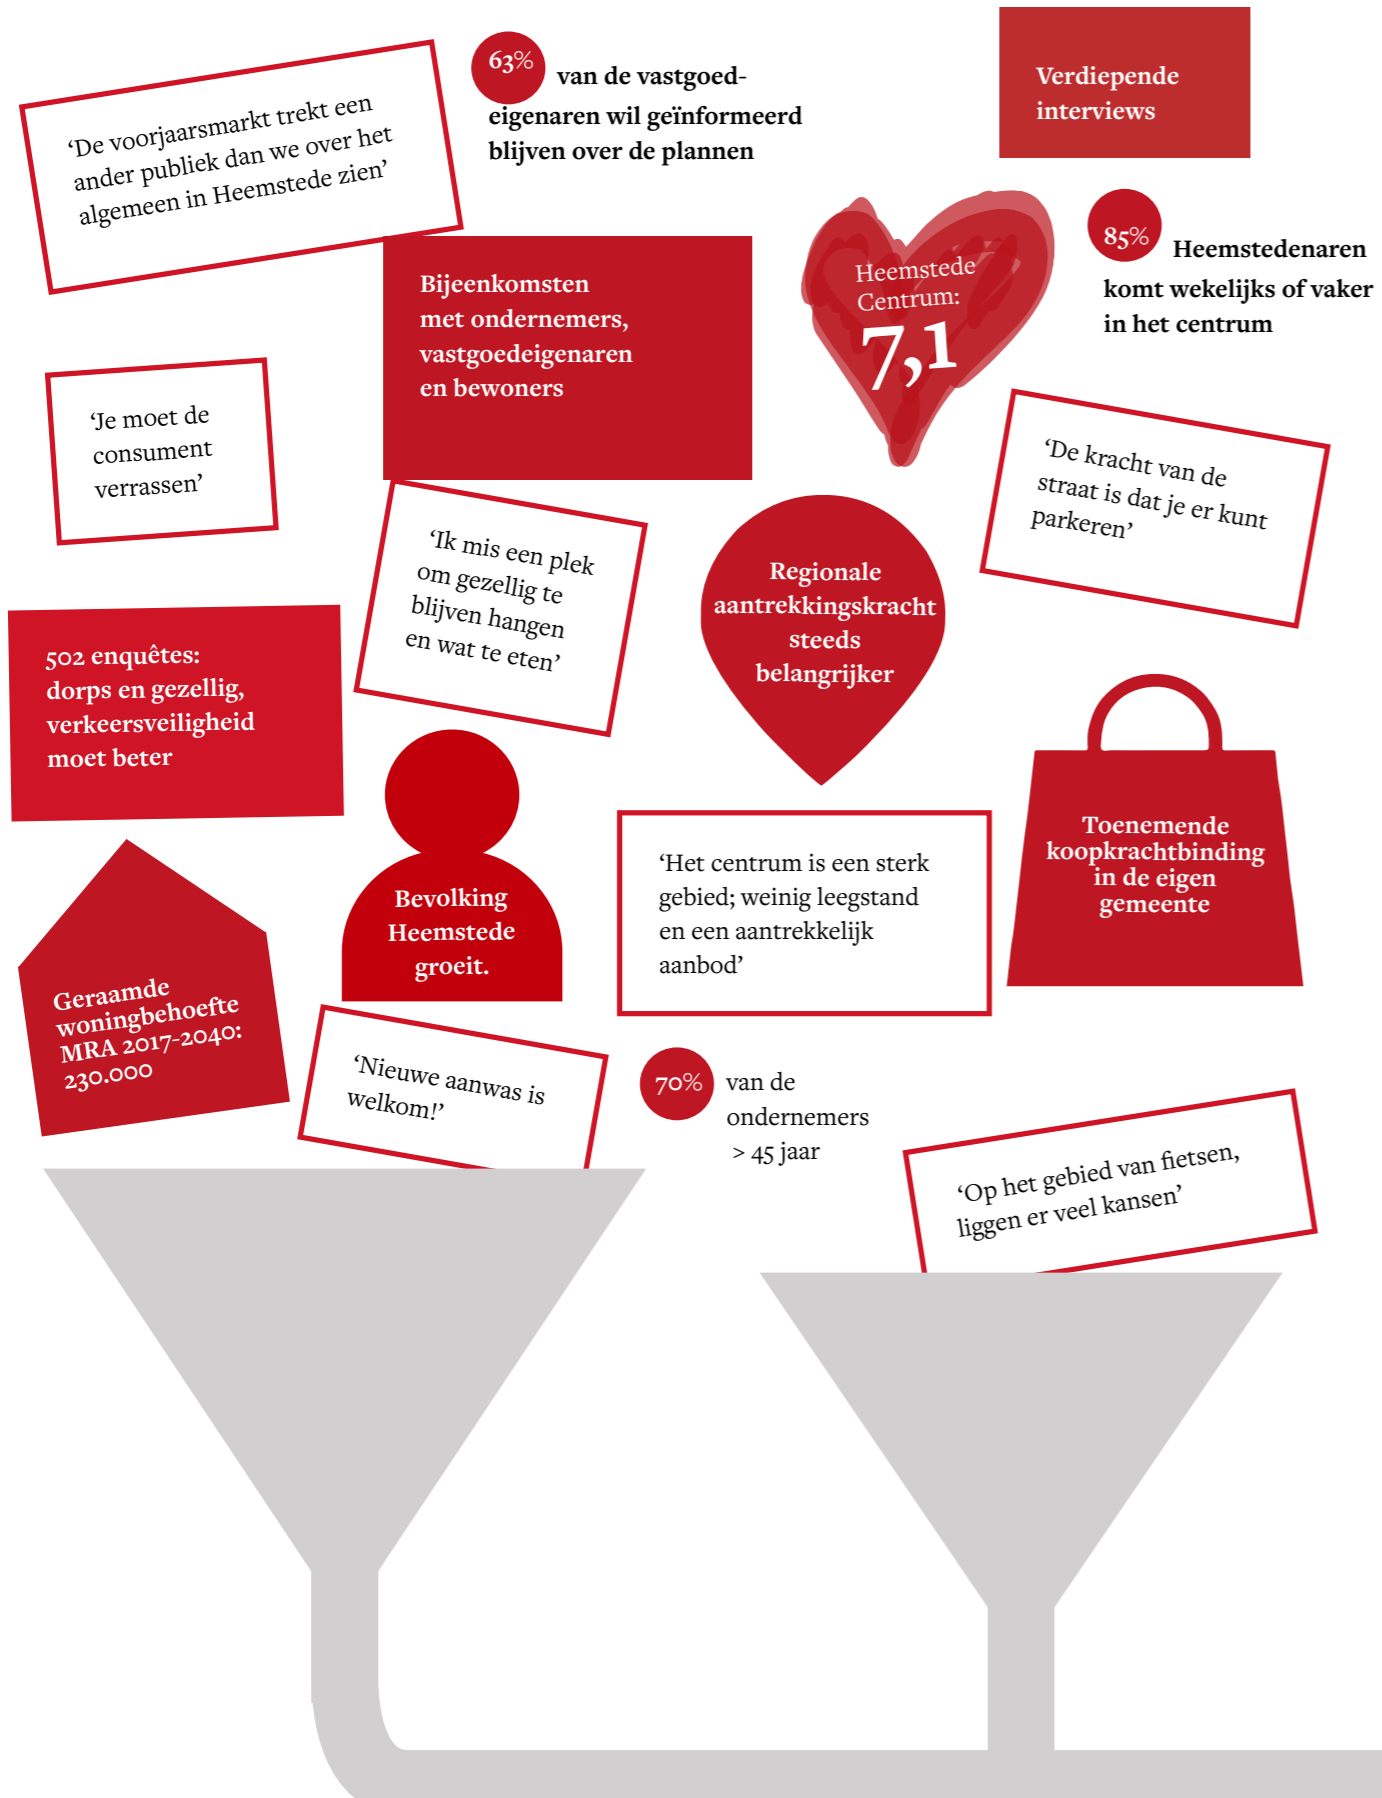 ‘De voorjaarsmarkt trekt een
ander publiek dan we over het
algemeen in Heemstede zien’
63%
van de vastgoed-
eigenaren wil geïnformeerd
blijven over de plannen
Verdiepende
interviews
Bijeenkomsten
met ondernemers,
vastgoedeigenaren
en bewoners
Heemstede
Centrum:
7,1
85%
Heemstedenaren
komt wekelijks of vaker
in het centrum
‘Je moet de
consument
verrassen’
‘De kracht van de
straat is dat je er kunt
parkeren’
‘Ik mis een plek
om gezellig te
blijven hangen
en wat te eten’
Regionale
aantrekkingskracht
steeds
belangrijker
502 enquêtes:
dorps en gezellig,
verkeersveiligheid
moet beter
Bevolking
Heemstede
groeit.
‘Het centrum is een sterk
gebied; weinig leegstand
en een aantrekkelijk
aanbod’
Toenemende
koopkrachtbinding
in de eigen
gemeente
Geraamde
woningbehoefte
MRA 2017-2040:
230.000
‘Nieuwe aanwas is
welkom!’
70%
van de
ondernemers
> 45 jaar
‘Op het gebied van fietsen,
liggen er veel kansen’